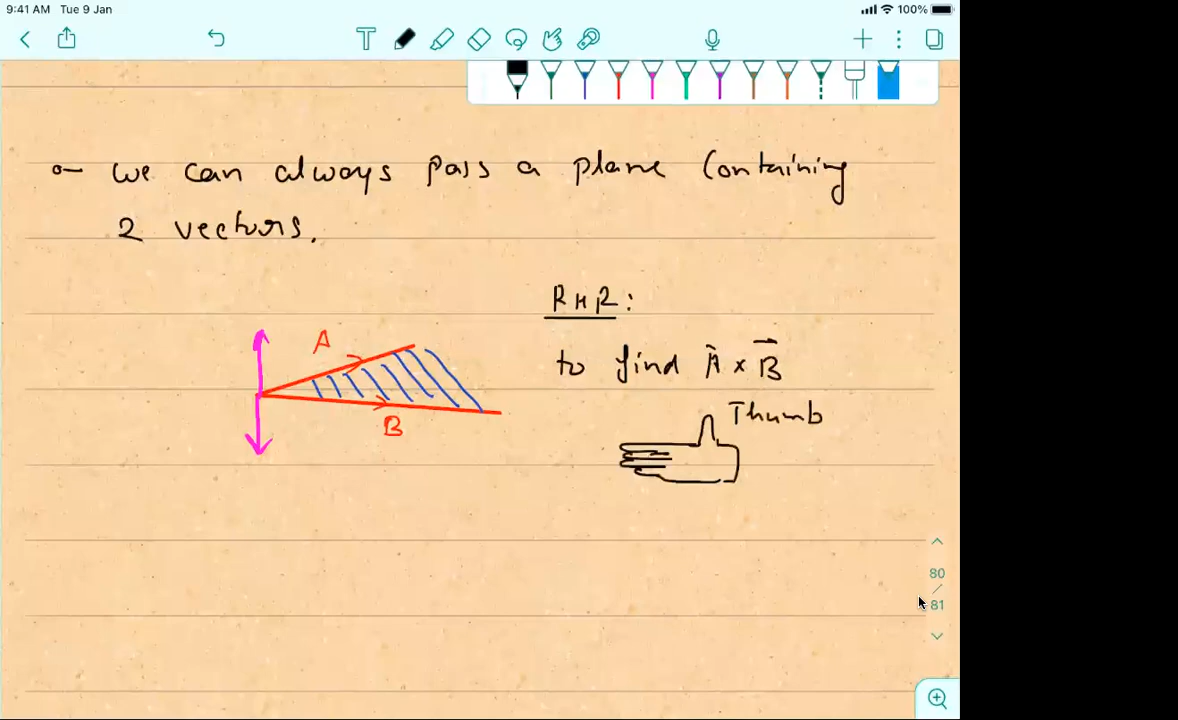 9:41 AM Tue 9 Jan
100%
we can always pass a plane containing
2 vectors.
RHR:
A
to find A⃗ × B⃗
Thumb
B
80
/
81